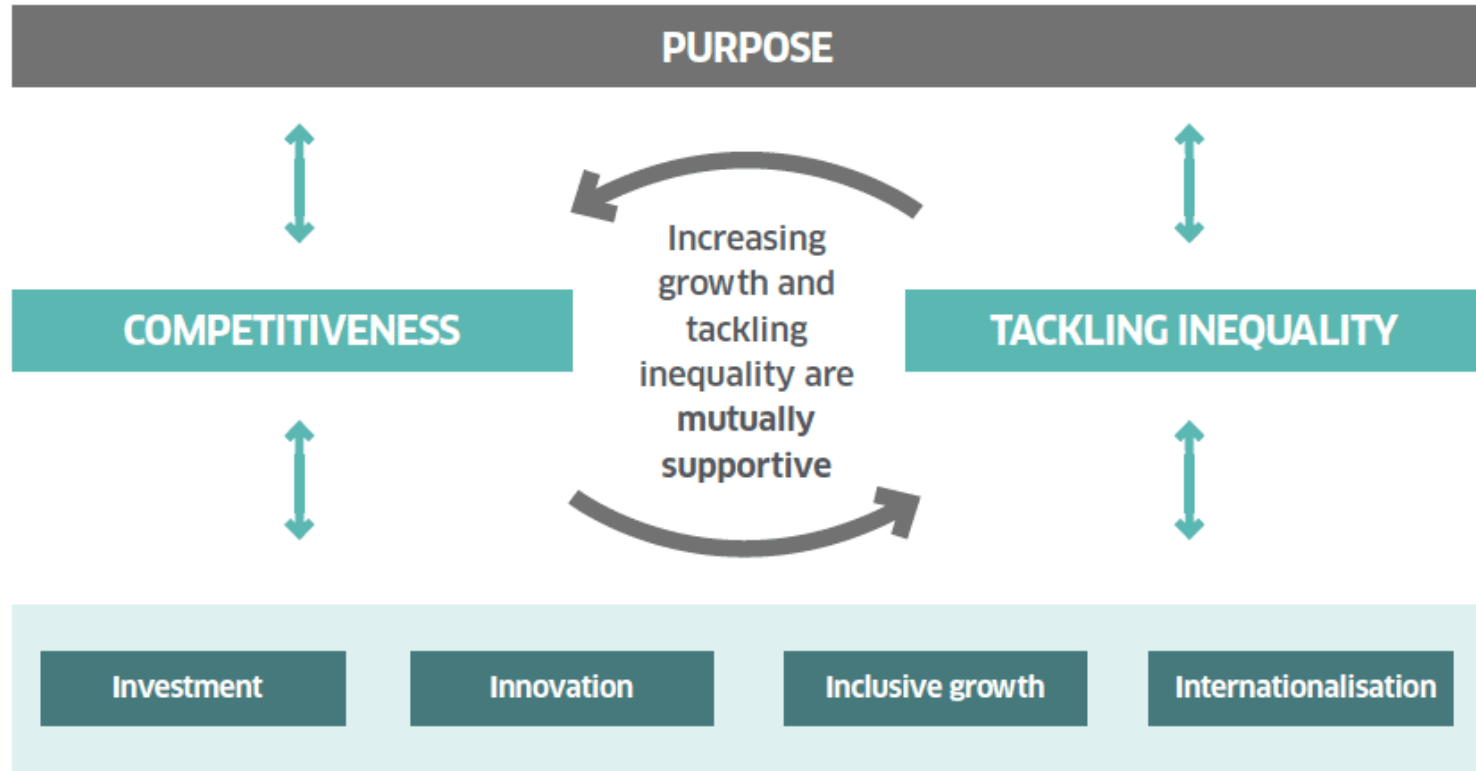 PURPOSE
COMPETITIVENESS
Increasing
growth and
tackling
inequality are
mutually
supportive
TACKLING INEQUALITY
Investment
Innovation
Inclusive growth
Internationalisation